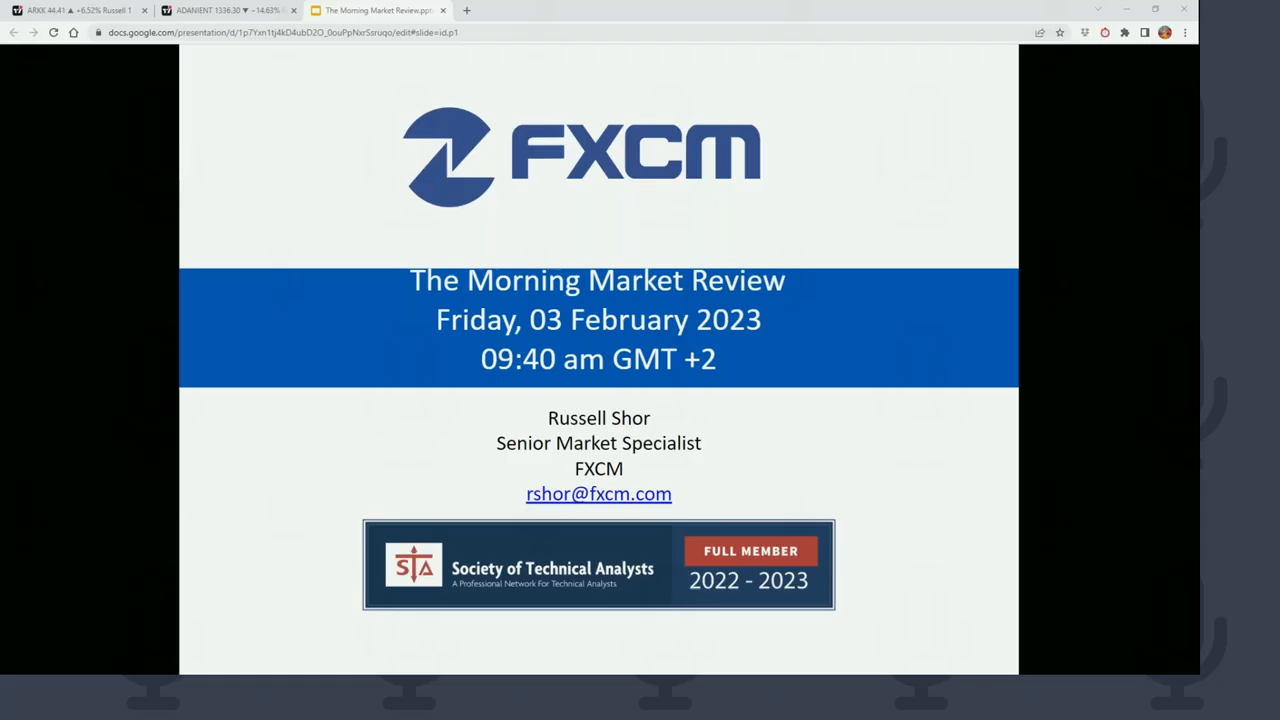 ARKK 44.41 ▲ +6.52% Russell 1
ADANIENT 1336.30 ▼ −14.63%
The Morning Market Review.ppt
docs.google.com/presentation/d/1p7Yxn1tj4kD4ubD2O_0ouPpNxrSsruqo/edit#slide=id.p1
FXCM
The Morning Market Review
Friday, 03 February 2023
09:40 am GMT +2
Russell Shor
Senior Market Specialist
FXCM
rshor@fxcm.com
STA
Society of Technical Analysts
A Professional Network For Technical Analysts
FULL MEMBER
2022 - 2023